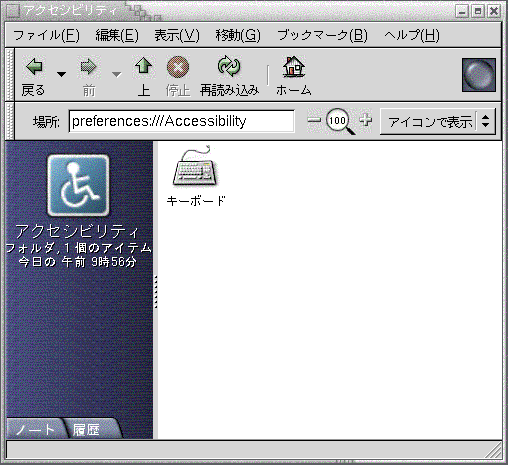 アクセシビリティ
ファイル(F) 編集(E) 表示(V) 移動(G) ブックマーク(B) ヘルプ(H)
戻る 前 上 停止 再読み込み ホーム
場所: preferences:///Accessibility 100 アイコンで表示
キーボード
アクセシビリティ
フォルダ, 1 個のアイテム
今日の 午前 9時56分
ノート 履歴